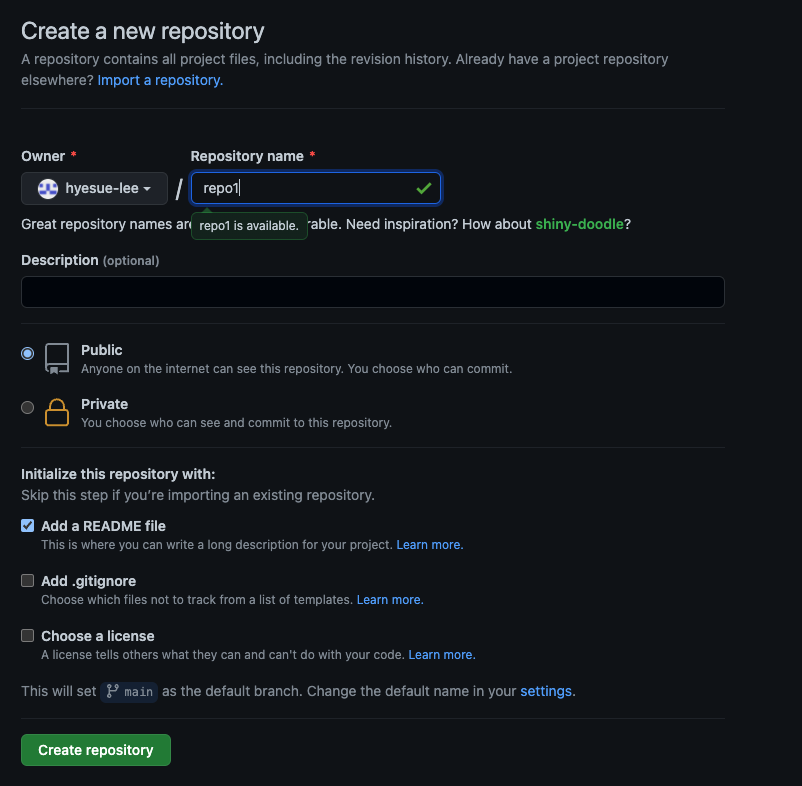 Create a new repository
A repository contains all project files, including the revision history. Already have a project repository
elsewhere? Import a repository.
Owner * Repository name *
hyesue-lee / repo1
Great repository names are rable. Need inspiration? How about shiny-doodle?
repo1 is available.
Description (optional)
Public
Anyone on the internet can see this repository. You choose who can commit.
Private
You choose who can see and commit to this repository.
Initialize this repository with:
Skip this step if you’re importing an existing repository.
Add a README file
This is where you can write a long description for your project. Learn more.
Add .gitignore
Choose which files not to track from a list of templates. Learn more.
Choose a license
A license tells others what they can and can't do with your code. Learn more.
This will set main as the default branch. Change the default name in your settings.
Create repository